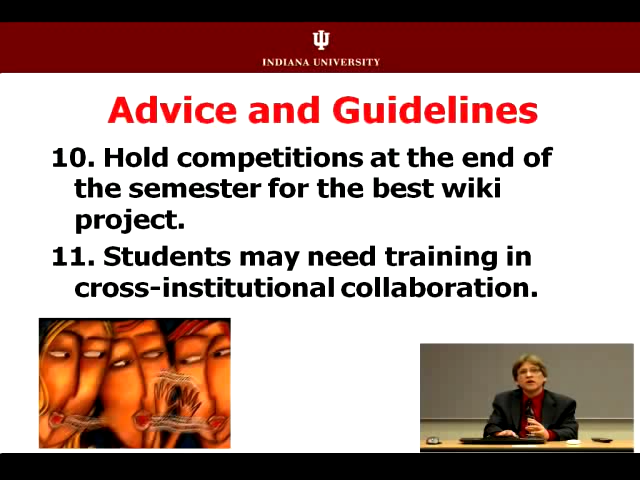 INDIANA UNIVERSITY
Advice and Guidelines
10. Hold competitions at the end of
the semester for the best wiki
project.
11. Students may need training in
cross-institutional collaboration.